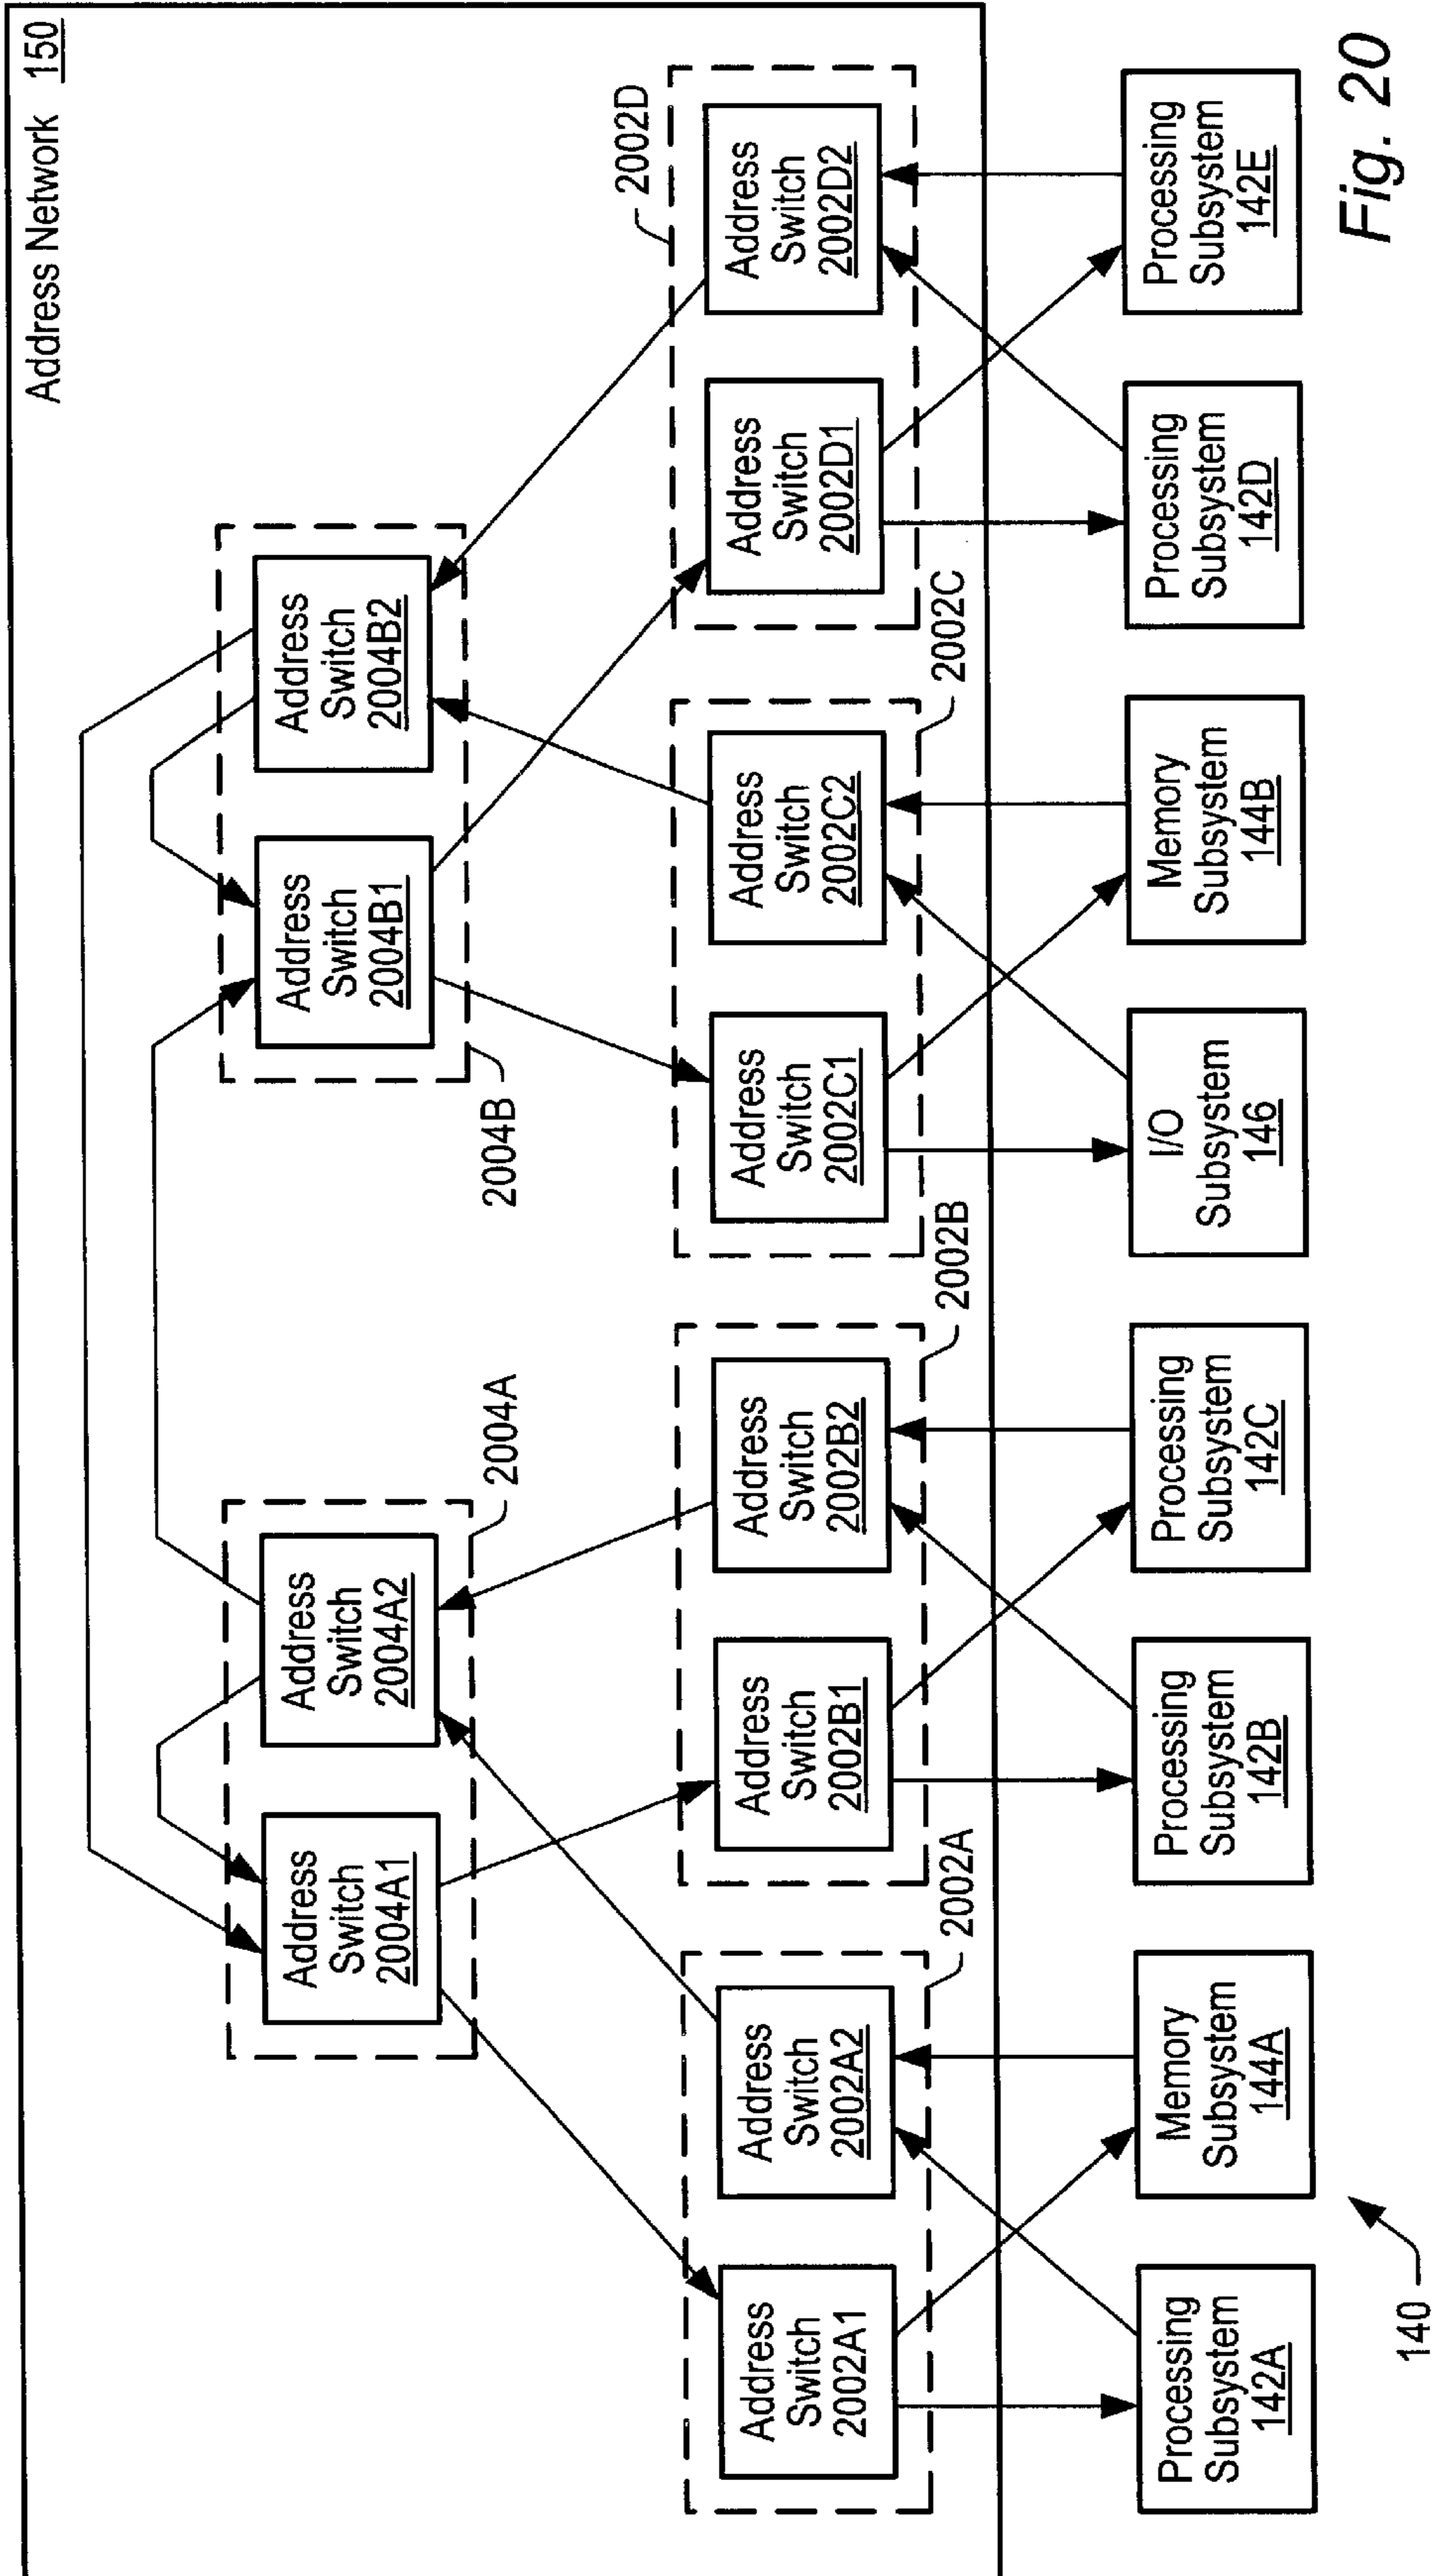 Address Network 150
2004A
Address
Switch
2004A1
Address
Switch
2004A2
2004B
Address
Switch
2004B1
Address
Switch
2004B2
2002A
Address
Switch
2002A1
Address
Switch
2002A2
2002B
Address
Switch
2002B1
Address
Switch
2002B2
2002C
Address
Switch
2002C1
Address
Switch
2002C2
2002D
Address
Switch
2002D1
Address
Switch
2002D2
Processing
Subsystem
142A
Memory
Subsystem
144A
Processing
Subsystem
142B
Processing
Subsystem
142C
I/O
Subsystem
146
Memory
Subsystem
144B
Processing
Subsystem
142D
Processing
Subsystem
142E
140
Fig. 20